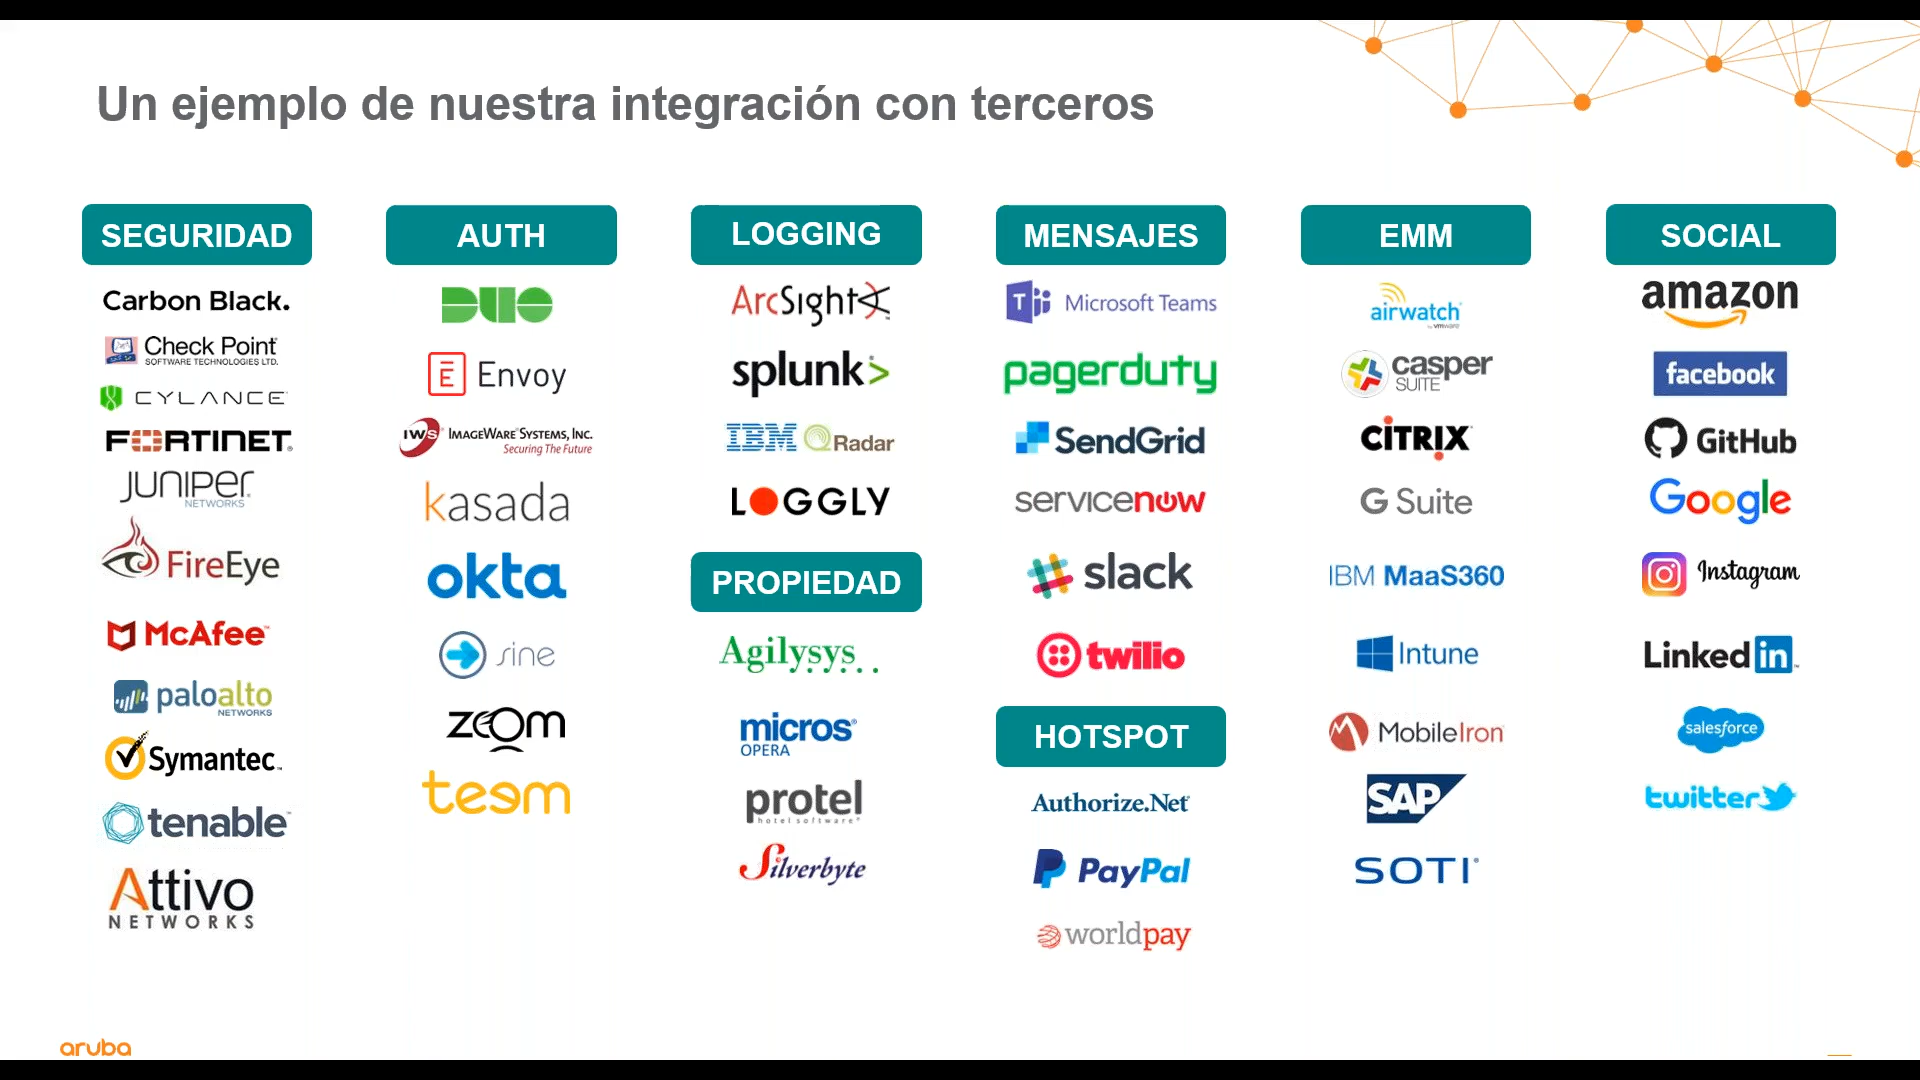 Un ejemplo de nuestra integración con terceros
SEGURIDAD
Carbon Black.
Check Point
SOFTWARE TECHNOLOGIES LTD.
CYLANCE
FORTINET
JUNIPER
NETWORKS
FireEye
McAfee
paloalto
NETWORKS
Symantec
tenable
Attivo
NETWORKS
AUTH
DUO
Envoy
IWS IMAGEWARE SYSTEMS, INC.
Securing The Future
kasada
okta
sine
zoom
teem
LOGGING
ArcSight
splunk>
IBM QRadar
LOGGLY
PROPIEDAD
Agilysys
micros
OPERA
protel
hotel software
Silverbyte
MENSAJES
Microsoft Teams
pagerduty
SendGrid
servicenow
slack
twilio
HOTSPOT
Authorize.Net
PayPal
worldpay
EMM
airwatch
by vmware
casper
SUITE
CITRIX
G Suite
IBM MaaS360
Intune
MobileIron
SAP
SOTI
SOCIAL
amazon
facebook
GitHub
Google
Instagram
Linked in
salesforce
twitter
aruba